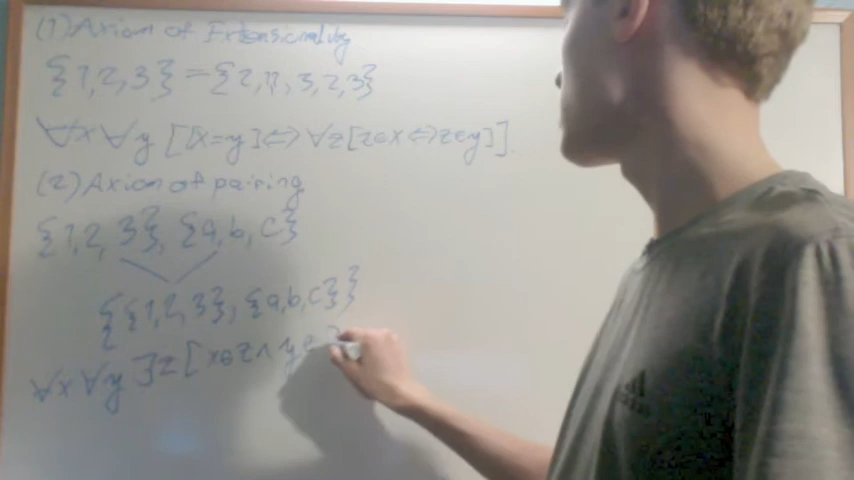 (1) Axiom of Extensionality
{1,2,3} = {2,1,3,2,3}
∀x∀y[[x=y]⇔∀z[z∈x⇔z∈y]].
(2) Axiom of pairing
{1,2,3}, {a,b,c}
{{1,2,3}, {a,b,c}}
∀x∀y∃z[x∈z∧y∈
adidas